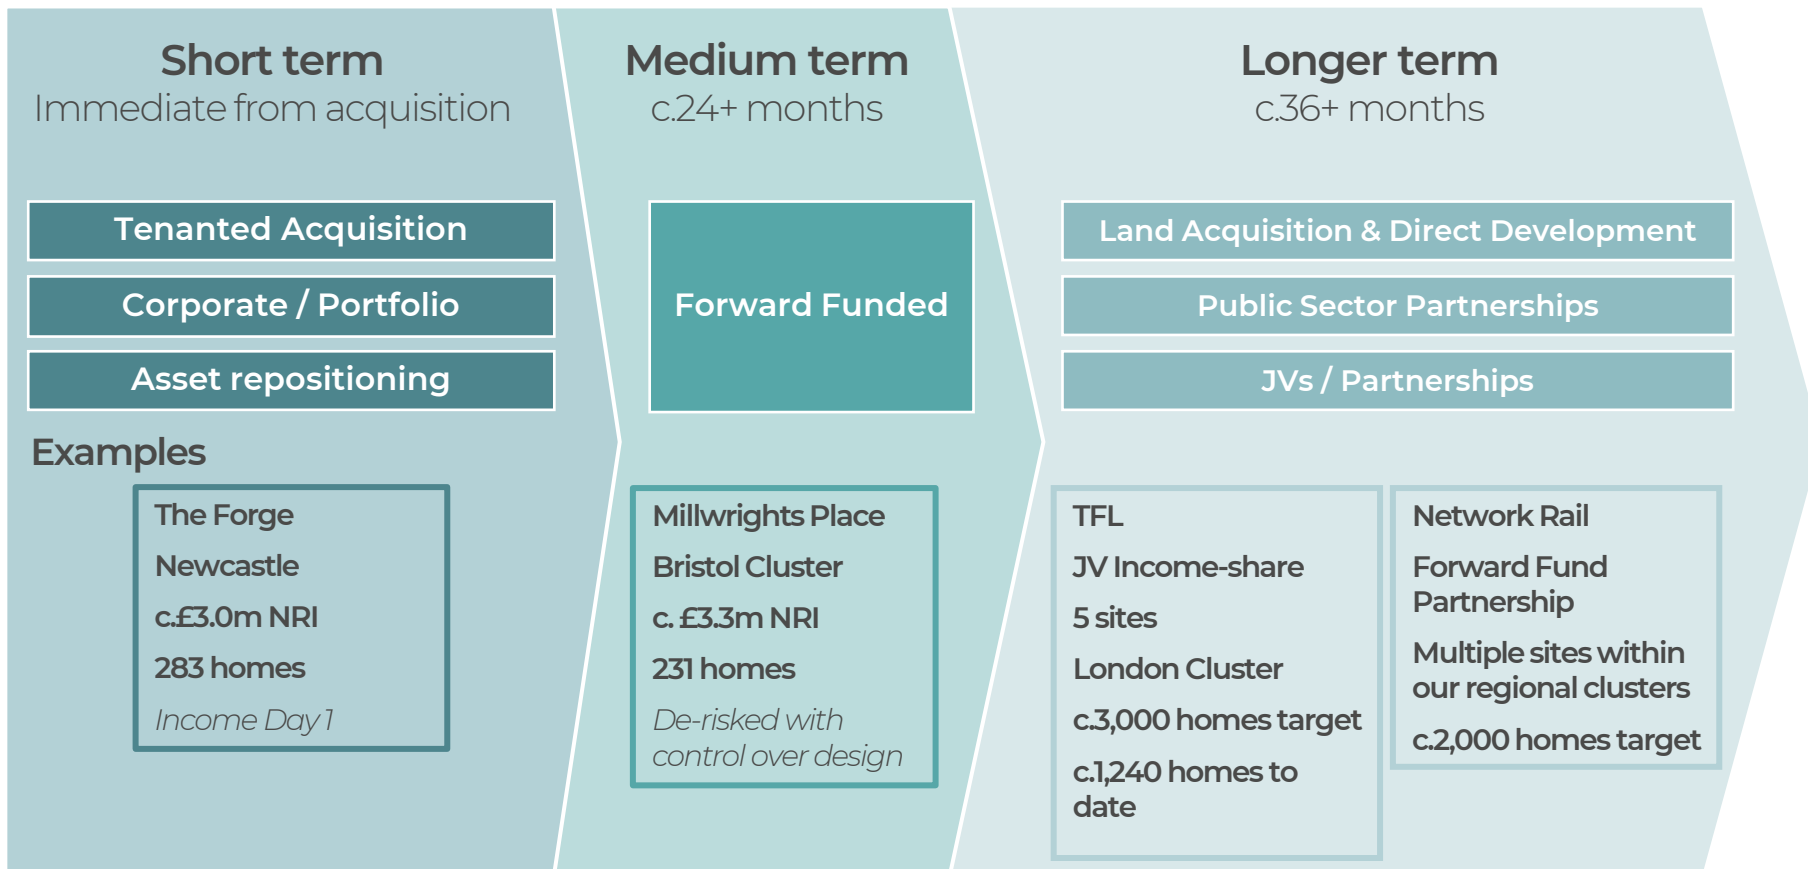 Short term
Immediate from acquisition
Tenanted Acquisition
Corporate / Portfolio
Asset repositioning
Medium term
c.24+ months
Forward Funded
Longer term
c.36+ months
Land Acquisition & Direct Development
Public Sector Partnerships
JVs / Partnerships
Examples
The Forge
Newcastle
c.£3.0m NRI
283 homes
Income Day 1
Millwrights Place
Bristol Cluster
c. £3.3m NRI
231 homes
De-risked with
control over design
TFL
JV Income-share
5 sites
London Cluster
c.3,000 homes target
c.1,240 homes to
date
Network Rail
Forward Fund
Partnership
Multiple sites within
our regional clusters
c.2,000 homes target